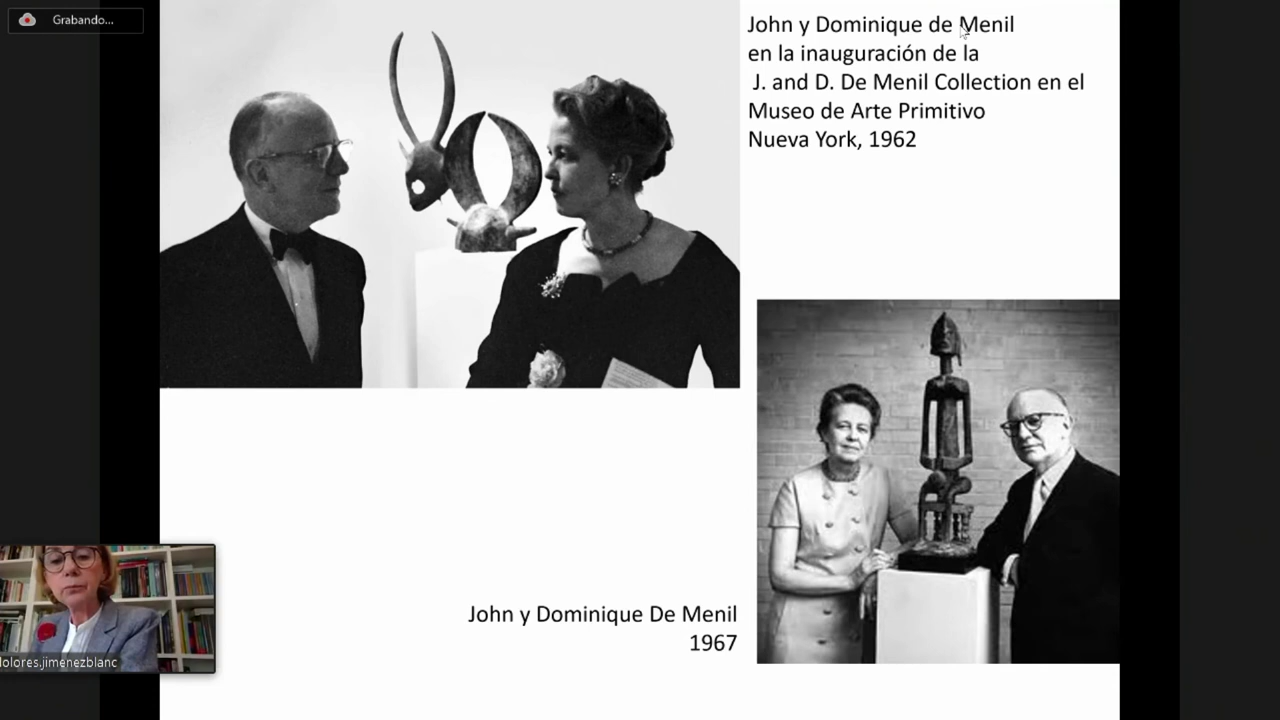 Grabando...
John y Dominique de Menil
en la inauguración de la
J. and D. De Menil Collection en el
Museo de Arte Primitivo
Nueva York, 1962
John y Dominique De Menil
1967
dolores.jimenezblanc